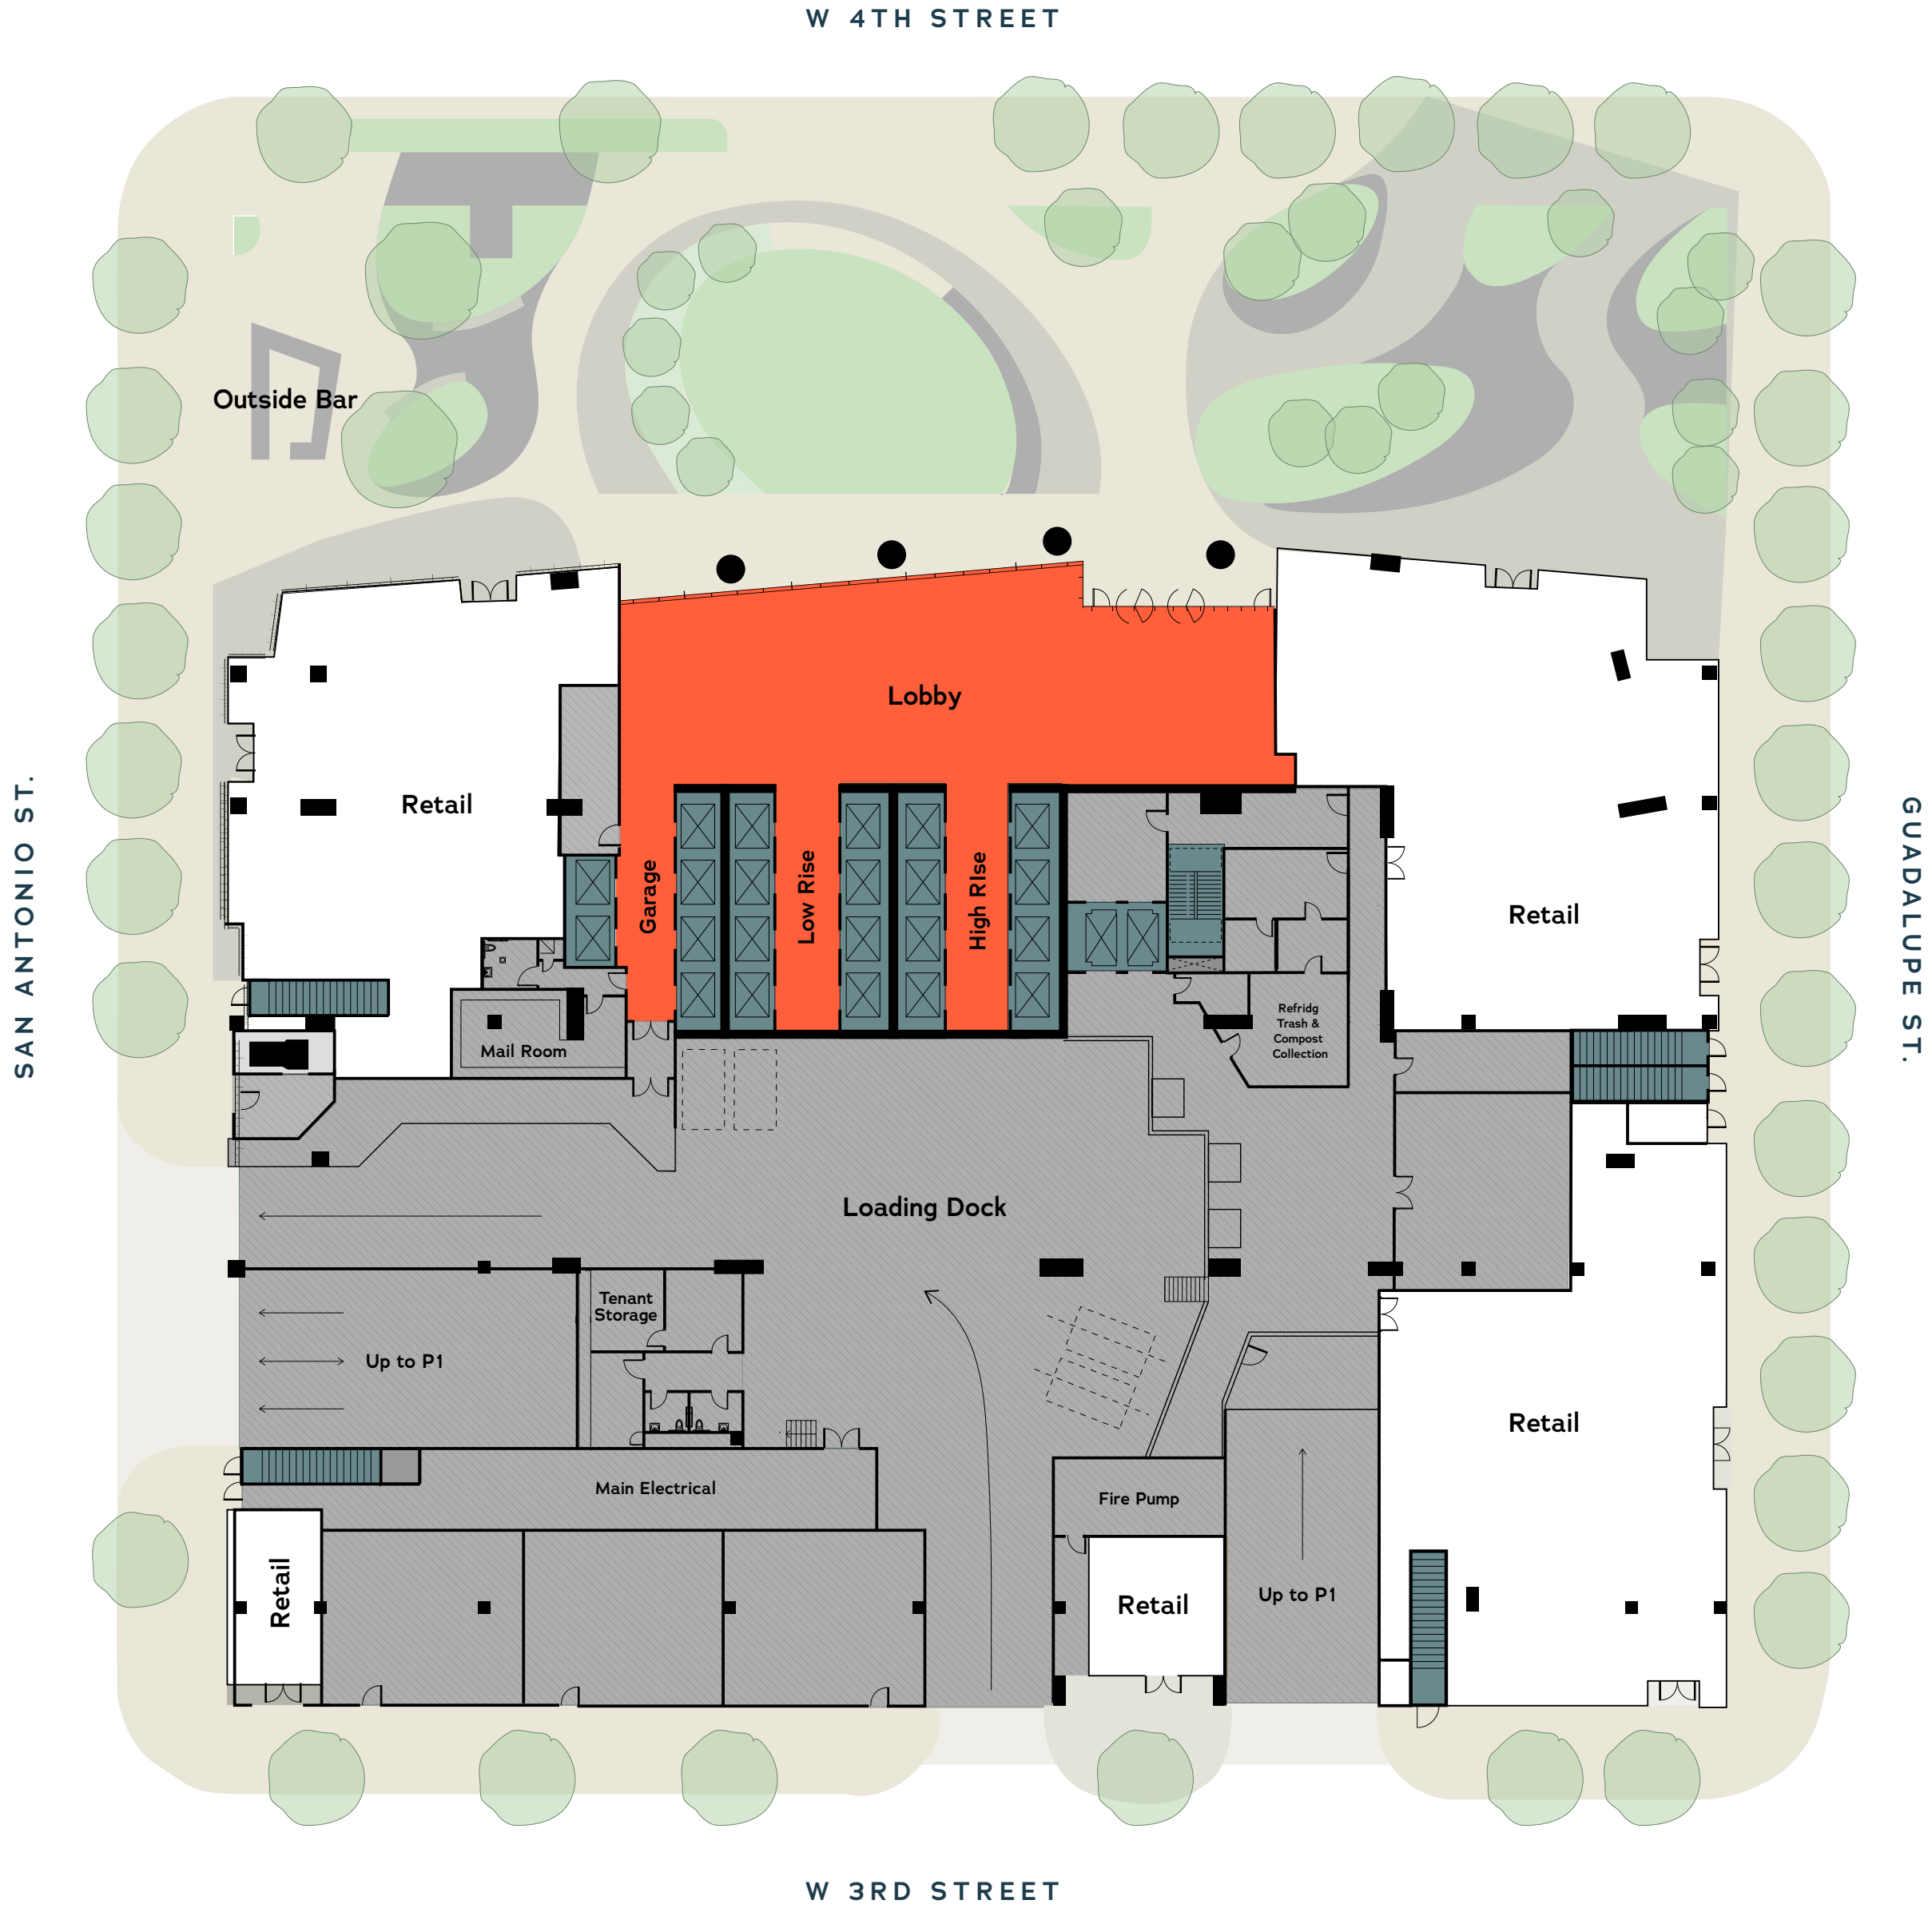 W 4TH STREET
Outside Bar
Lobby
Retail
Garage
Low Rise
High RIse
Retail
SAN ANTONIO ST.
GUADALUPE ST.
Refridg
Trash &
Compost
Collection
Mail Room
Loading Dock
Tenant
Storage
Up to P1
Retail
Main Electrical
Fire Pump
Retail
Retail
Up to P1
W 3RD STREET